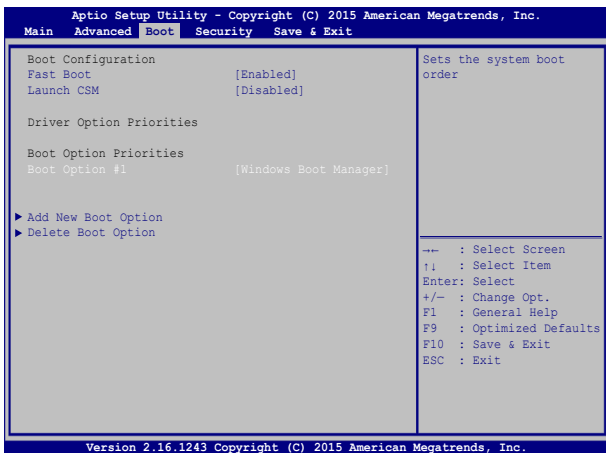 Aptio Setup Utility - Copyright (C) 2015 American Megatrends, Inc.
Main Advanced Boot Security Save & Exit
Boot Configuration
Fast Boot [Enabled]
Launch CSM [Disabled]
Driver Option Priorities
Boot Option Priorities
Boot Option #1 [Windows Boot Manager]
▶ Add New Boot Option
▶ Delete Boot Option
Sets the system boot
order
→← : Select Screen
↑↓ : Select Item
Enter: Select
+/— : Change Opt.
F1 : General Help
F9 : Optimized Defaults
F10 : Save & Exit
ESC : Exit
Version 2.16.1243 Copyright (C) 2015 American Megatrends, Inc.